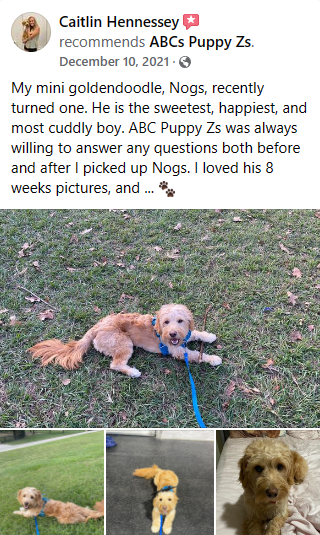 Caitlin Hennessey
recommends ABCs Puppy Zs.
December 10, 2021 ·
My mini goldendoodle, Nogs, recently
turned one. He is the sweetest, happiest, and
most cuddly boy. ABC Puppy Zs was always
willing to answer any questions both before
and after I picked up Nogs. I loved his 8
weeks pictures, and ...